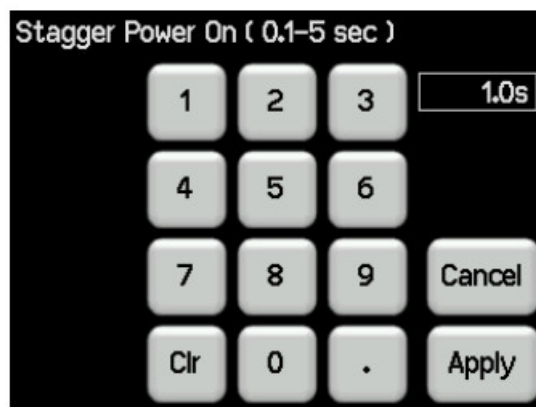 Stagger Power On ( 0.1-5 sec )
1 2 3 1.0s
4 5 6
7 8 9 Cancel
Clr 0 . Apply